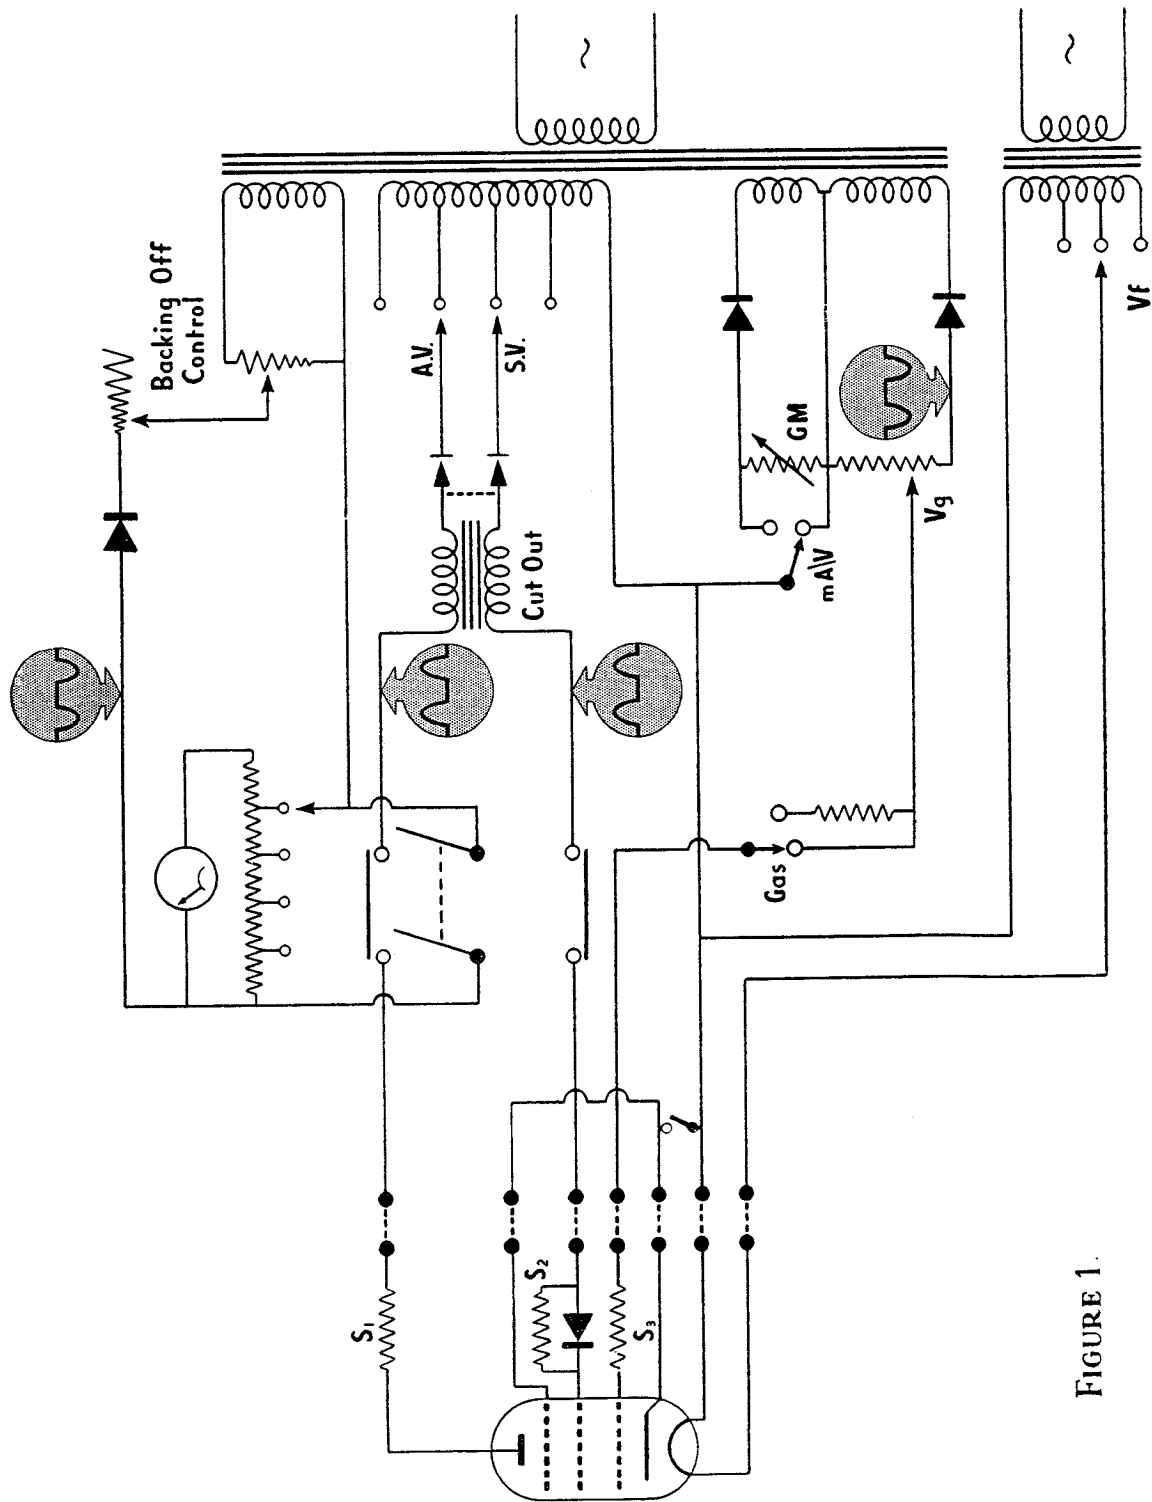 Backing Off
Control
A.V.
S.V.
Cut Out
GM
Vg
mA/V
Gas
Vf
S₁
S₂
S₃
FIGURE 1.